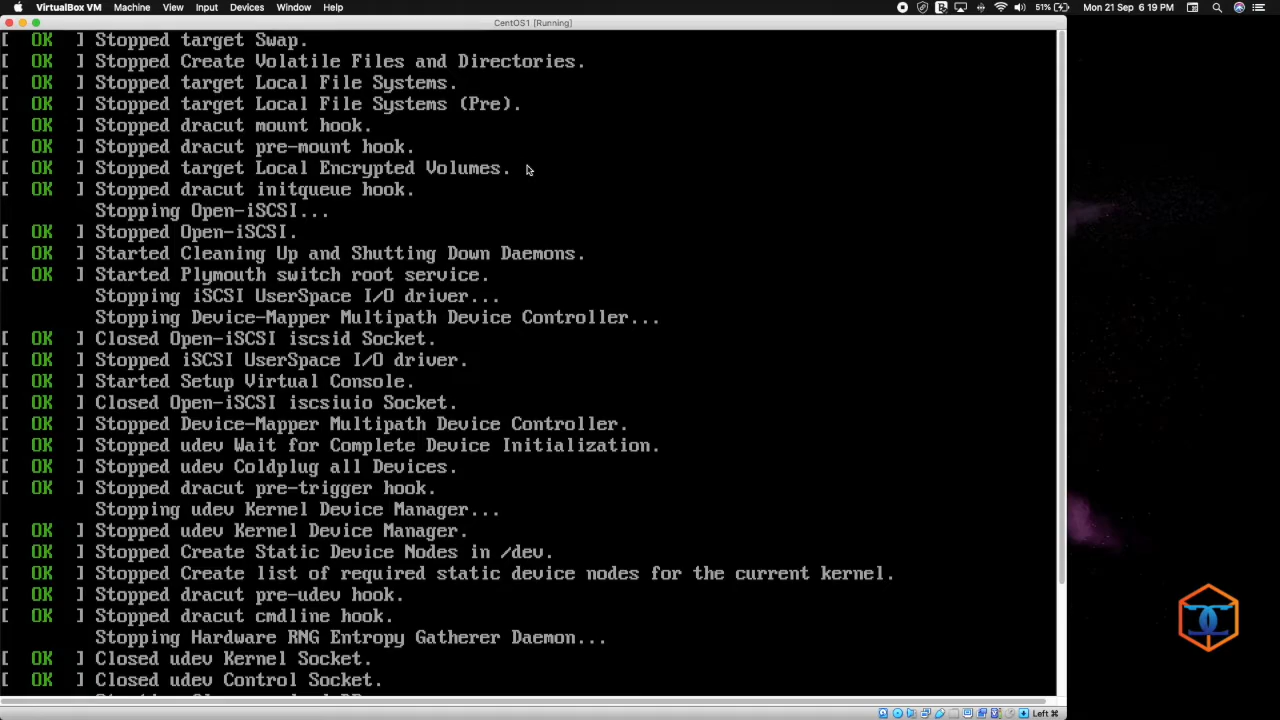 VirtualBox VM Machine View Input Devices Window Help 51% Mon 21 Sep 6:19 PM
CentOS1 [Running]
[ OK ] Stopped target Swap.
[ OK ] Stopped Create Volatile Files and Directories.
[ OK ] Stopped target Local File Systems.
[ OK ] Stopped target Local File Systems (Pre).
[ OK ] Stopped dracut mount hook.
[ OK ] Stopped dracut pre-mount hook.
[ OK ] Stopped target Local Encrypted Volumes.
[ OK ] Stopped dracut initqueue hook.
Stopping Open-iSCSI...
[ OK ] Stopped Open-iSCSI.
[ OK ] Started Cleaning Up and Shutting Down Daemons.
[ OK ] Started Plymouth switch root service.
Stopping iSCSI UserSpace I/O driver...
Stopping Device-Mapper Multipath Device Controller...
[ OK ] Closed Open-iSCSI iscsid Socket.
[ OK ] Stopped iSCSI UserSpace I/O driver.
[ OK ] Started Setup Virtual Console.
[ OK ] Closed Open-iSCSI iscsiuio Socket.
[ OK ] Stopped Device-Mapper Multipath Device Controller.
[ OK ] Stopped udev Wait for Complete Device Initialization.
[ OK ] Stopped udev Coldplug all Devices.
[ OK ] Stopped dracut pre-trigger hook.
Stopping udev Kernel Device Manager...
[ OK ] Stopped udev Kernel Device Manager.
[ OK ] Stopped Create Static Device Nodes in /dev.
[ OK ] Stopped Create list of required static device nodes for the current kernel.
[ OK ] Stopped dracut pre-udev hook.
[ OK ] Stopped dracut cmdline hook.
Stopping Hardware RNG Entropy Gatherer Daemon...
[ OK ] Closed udev Kernel Socket.
[ OK ] Closed udev Control Socket.
Left ⌘